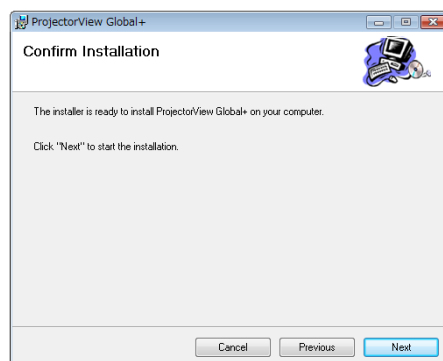 ProjectorView Global+
Confirm Installation
The installer is ready to install ProjectorView Global+ on your computer.
Click "Next" to start the installation.
Cancel
Previous
Next